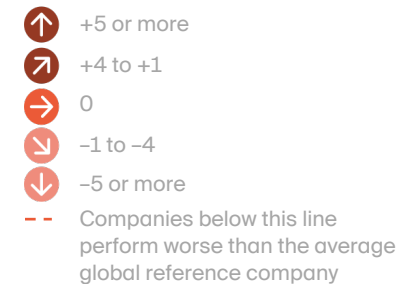 +5 or more
+4 to +1
0
–1 to –4
–5 or more
Companies below this line
perform worse than the average
global reference company